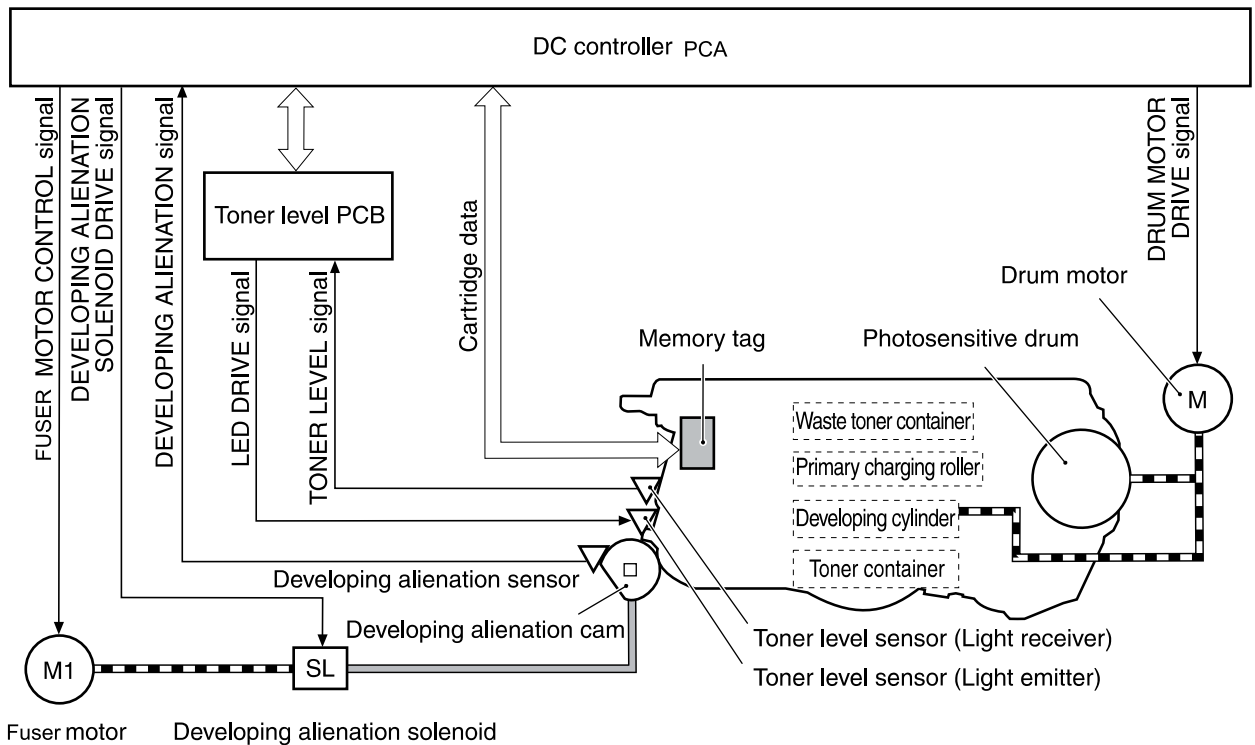 DC controller PCA
FUSER MOTOR CONTROL signal
DEVELOPING ALIENATION
SOLENOID DRIVE signal
DEVELOPING ALIENATION signal
Toner level PCB
LED DRIVE signal
TONER LEVEL signal
Cartridge data
DRUM MOTOR
DRIVE signal
Drum motor
Memory tag
Photosensitive drum
M
Waste toner container
Primary charging roller
Developing cylinder
Toner container
Developing alienation sensor
Developing alienation cam
Toner level sensor (Light receiver)
Toner level sensor (Light emitter)
M1
SL
Fuser motor
Developing alienation solenoid